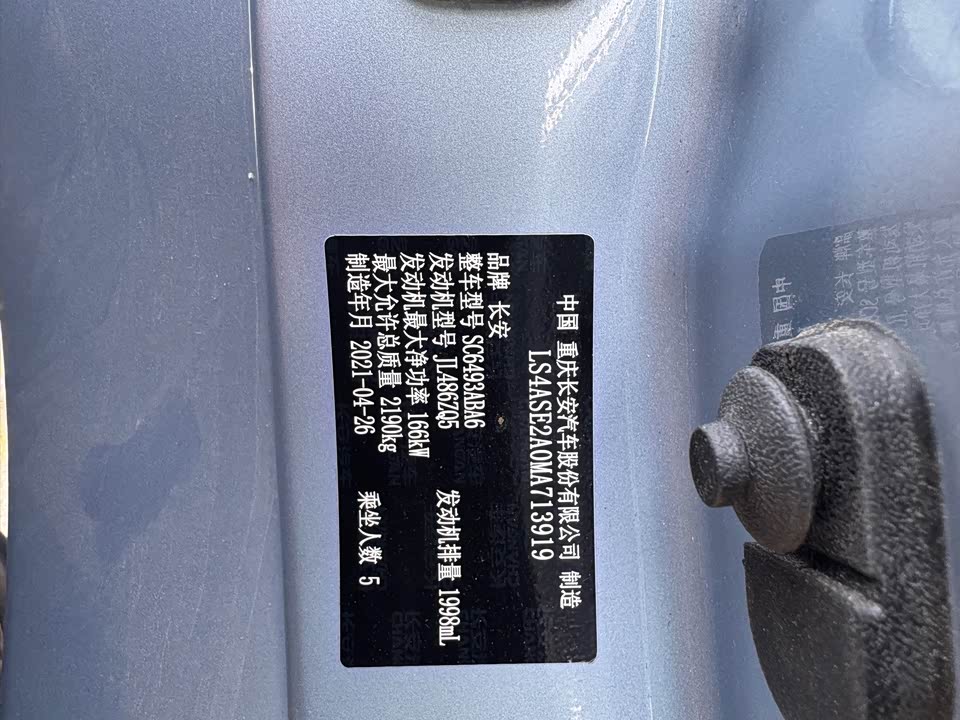 中国 重庆长安汽车股份有限公司 制造
LS4ASE2A0MA713919
品牌 长安
整车型号 SC6493ABA6
发动机型号 JL486ZQ5 发动机排量 1998mL
发动机最大净功率 166kW
最大允许总质量 2190kg
制造年月 2021-04-26 乘坐人数 5